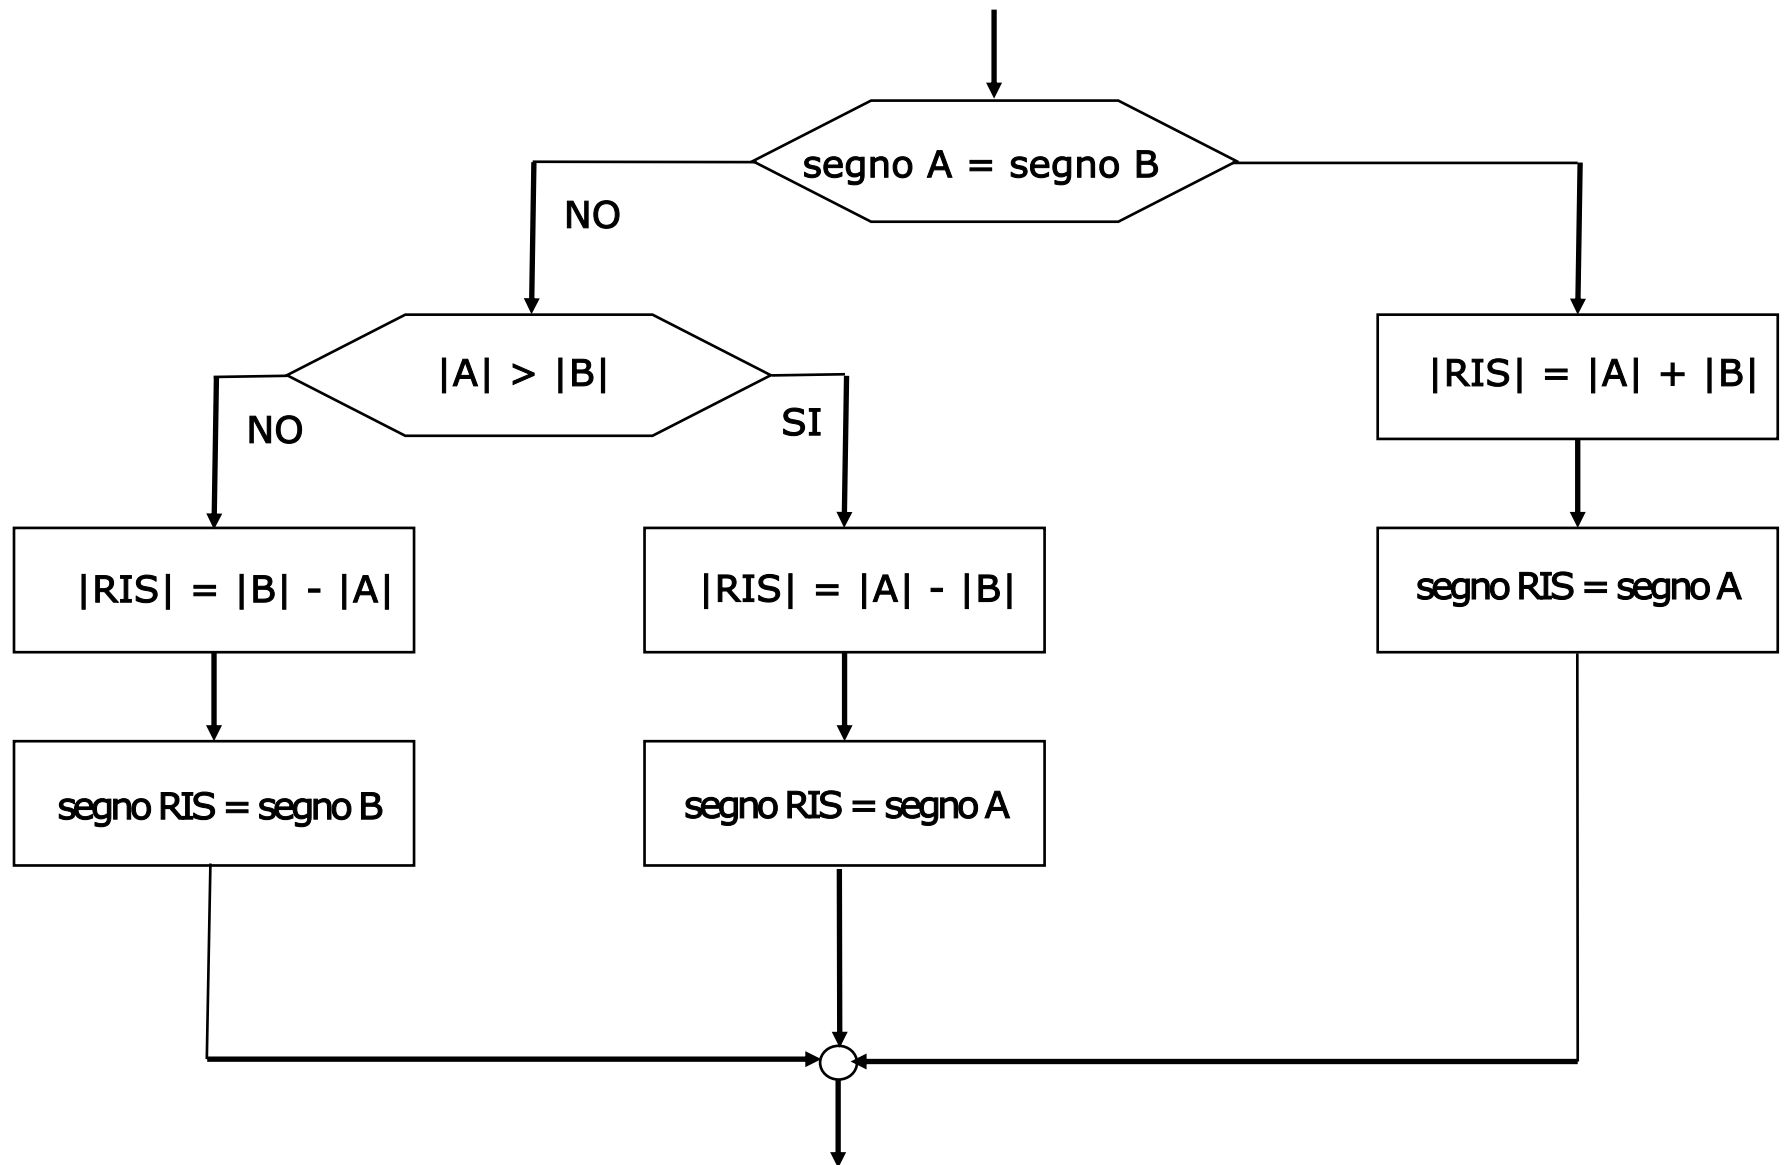 segno A = segno B
NO
|A| > |B|
|RIS| = |A| + |B|
NO
SI
|RIS| = |B| - |A|
|RIS| = |A| - |B|
segno RIS = segno A
segno RIS = segno B
segno RIS = segno A